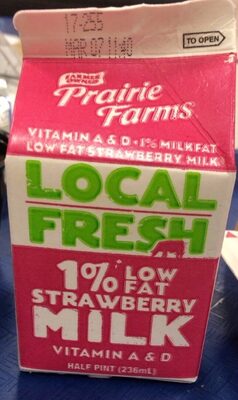 17-255
MAR 07 11:40
TO OPEN
FARMER OWNED
Prairie Farms
VITAMIN A & D • 1% MILKFAT
LOW FAT STRAWBERRY MILK
LOCAL
FRESH
1% LOW FAT
STRAWBERRY
MILK
VITAMIN A & D
HALF PINT (236mL)